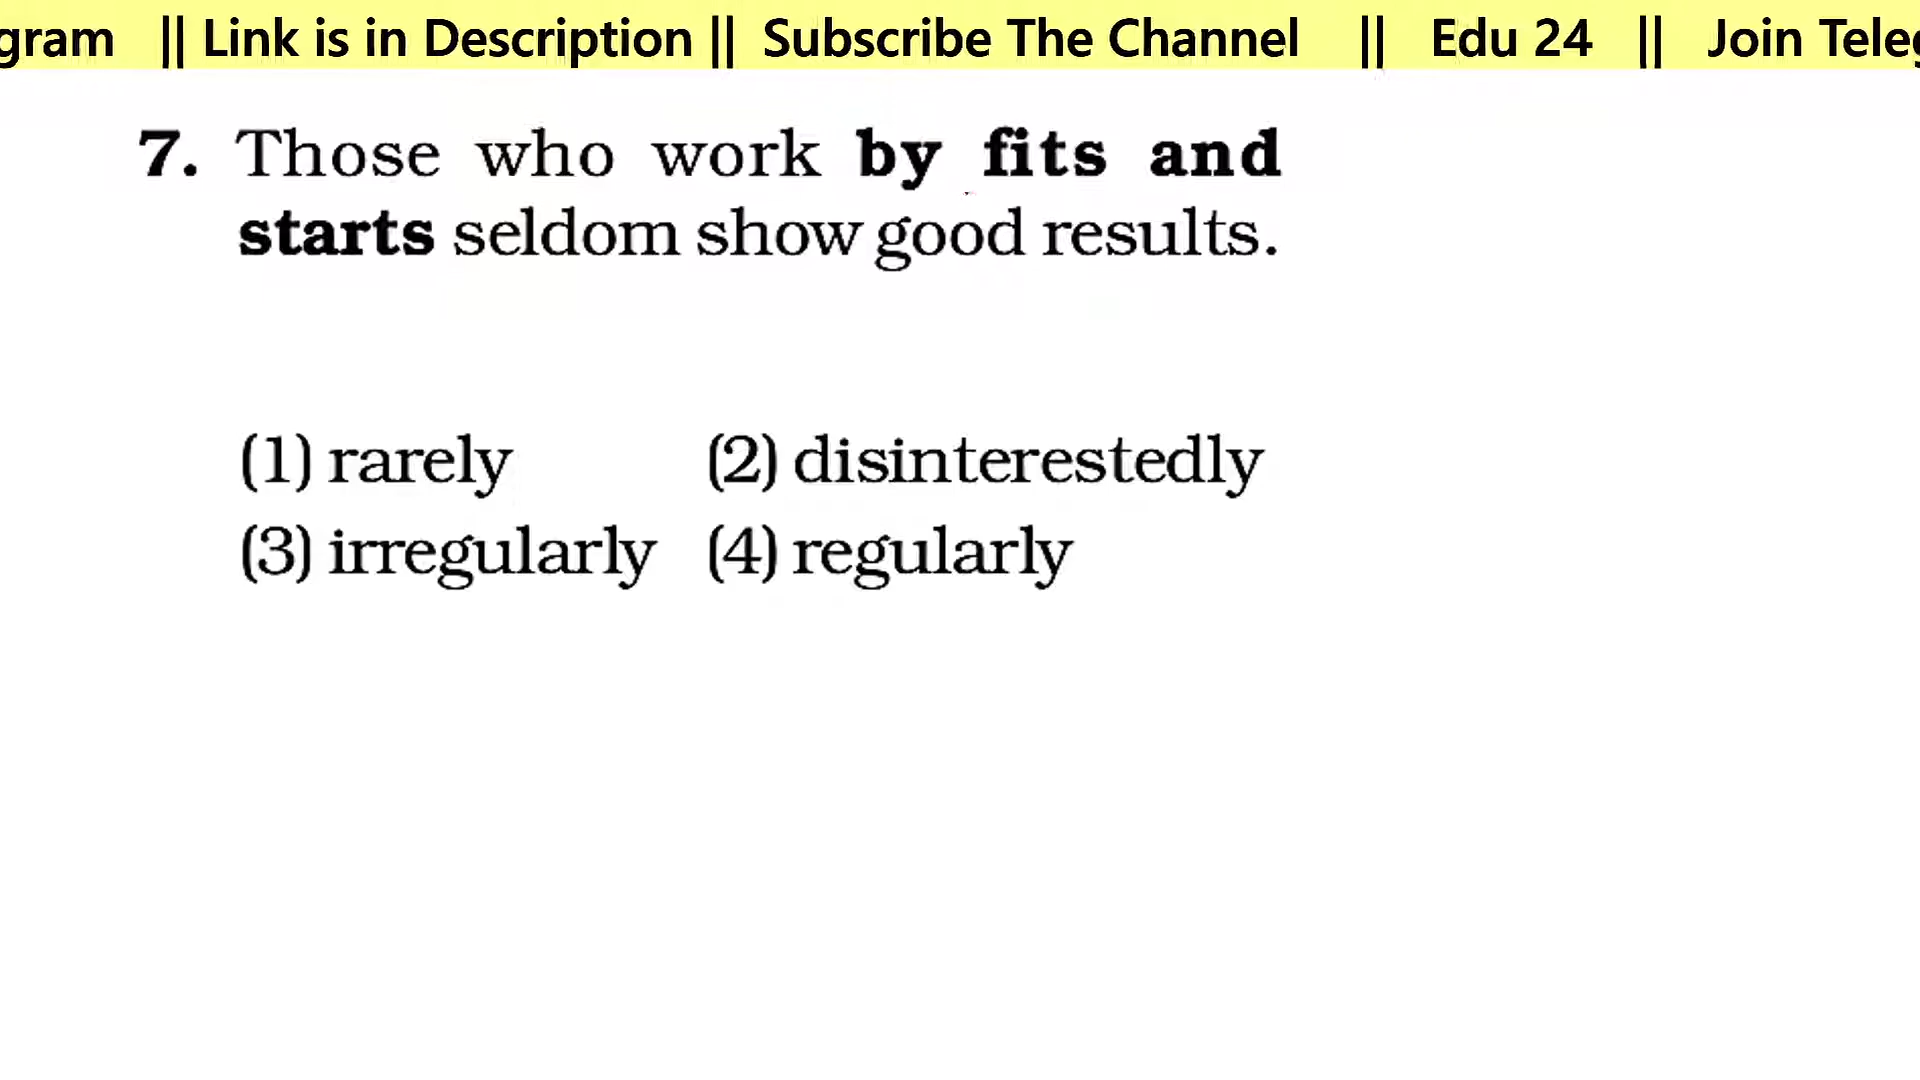 gram || Link is in Description || Subscribe The Channel || Edu 24 || Join Teleg
7. Those who work by fits and
starts seldom show good results.
(1) rarely (2) disinterestedly
(3) irregularly (4) regularly